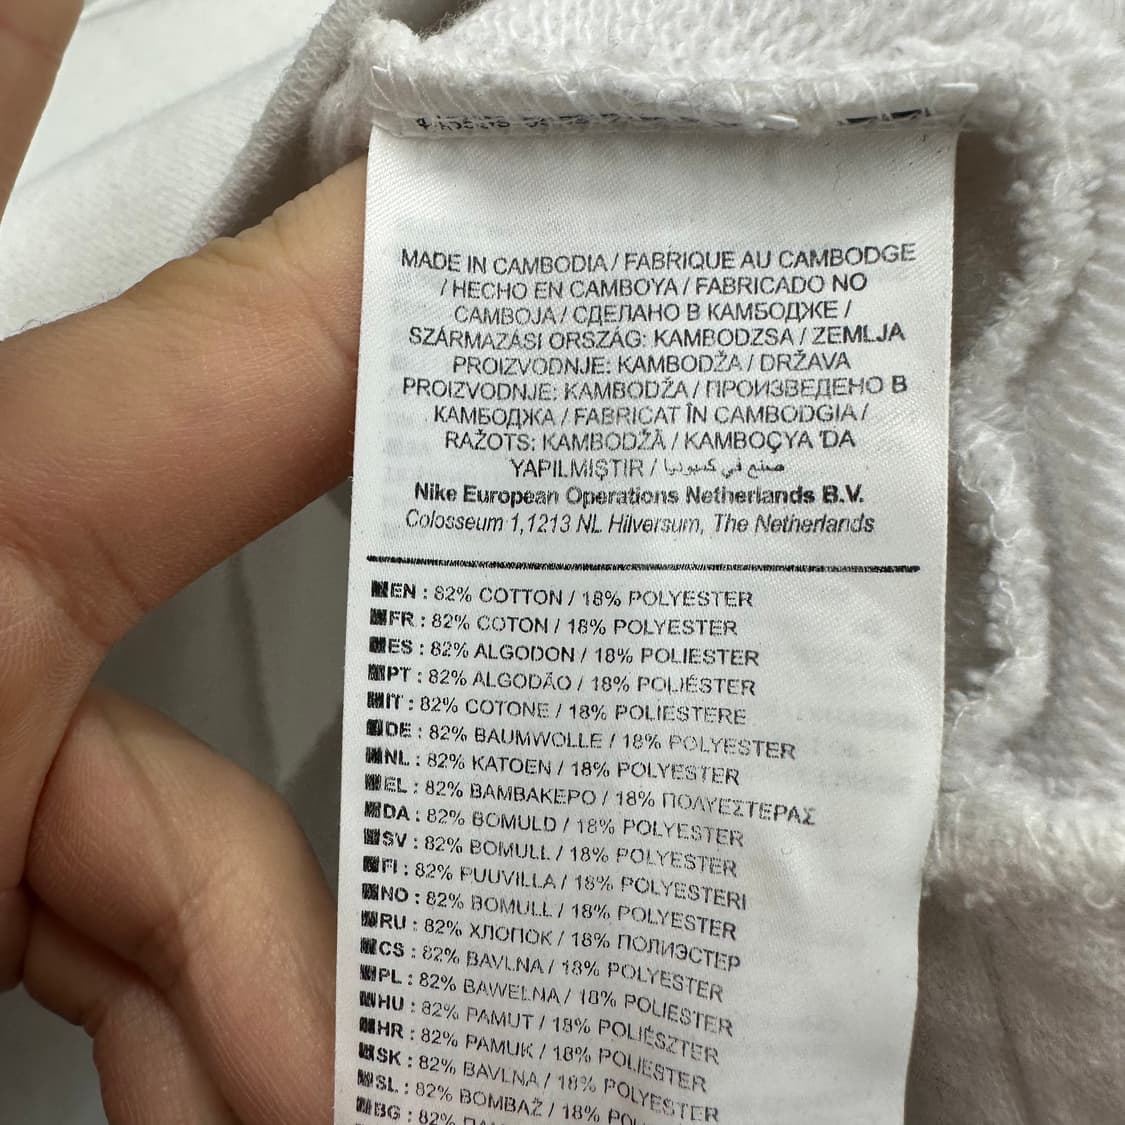 MADE IN CAMBODIA / FABRIQUE AU CAMBODGE
/ HECHO EN CAMBOYA / FABRICADO NO
CAMBOJA / СДЕЛАНО В КАМБОДЖЕ /
SZÁRMAZÁSI ORSZÁG: KAMBODZSA / ZEMLJA
PROIZVODNJE: KAMBODŽA / DRŽAVA
PROIZVODNJE: KAMBODŽA / ПРОИЗВЕДЕНО В
КАМБОДЖА / FABRICAT ÎN CAMBODGIA /
RAŽOTS: KAMBODŽĀ / KAMBOÇYA 'DA
YAPILMIŞTIR / صنع في كمبوديا
Nike European Operations Netherlands B.V.
Colosseum 1,1213 NL Hilversum, The Netherlands
EN : 82% COTTON / 18% POLYESTER
FR : 82% COTON / 18% POLYESTER
ES : 82% ALGODON / 18% POLIESTER
PT : 82% ALGODÃO / 18% POLIÉSTER
IT : 82% COTONE / 18% POLIESTERE
DE : 82% BAUMWOLLE / 18% POLYESTER
NL : 82% KATOEN / 18% POLYESTER
EL : 82% ΒΑΜΒΑΚΕΡΟ / 18% ΠΟΛΥΕΣΤΕΡΑΣ
DA : 82% BOMULD / 18% POLYESTER
SV : 82% BOMULL / 18% POLYESTER
FI : 82% PUUVILLA / 18% POLYESTERI
NO : 82% BOMULL / 18% POLYESTER
RU : 82% ХЛОПОК / 18% ПОЛИЭСТЕР
CS : 82% BAVLNA / 18% POLYESTER
PL : 82% BAWEŁNA / 18% POLIESTER
HU : 82% PAMUT / 18% POLIÉSZTER
HR : 82% PAMUK / 18% POLIESTER
SK : 82% BAVLNA / 18% POLYESTER
SL : 82% BOMBAŽ / 18%
BG : 82%